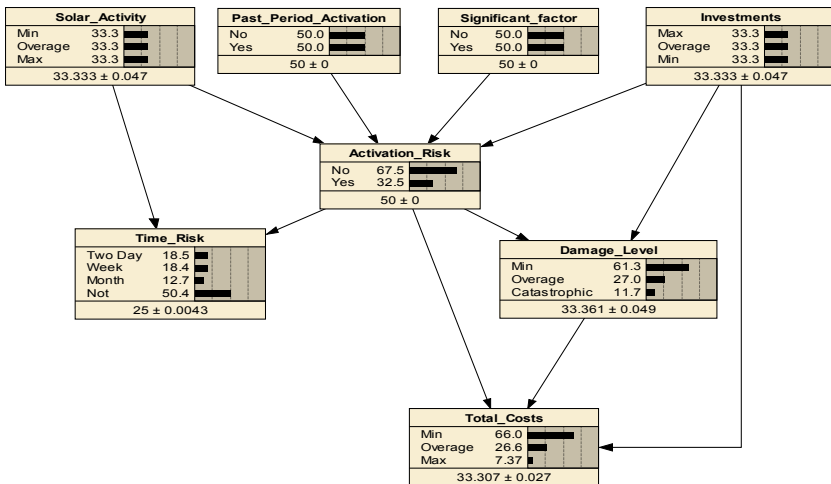 Solar_Activity
Min 33.3
Overage 33.3
Max 33.3
33.333 ± 0.047
Past_Period_Activation
No 50.0
Yes 50.0
50 ± 0
Significant_factor
No 50.0
Yes 50.0
50 ± 0
Investments
Max 33.3
Overage 33.3
Min 33.3
33.333 ± 0.047
Activation_Risk
No 67.5
Yes 32.5
50 ± 0
Time_Risk
Two Day 18.5
Week 18.4
Month 12.7
Not 50.4
25 ± 0.0043
Damage_Level
Min 61.3
Overage 27.0
Catastrophic 11.7
33.361 ± 0.049
Total_Costs
Min 66.0
Overage 26.6
Max 7.37
33.307 ± 0.027